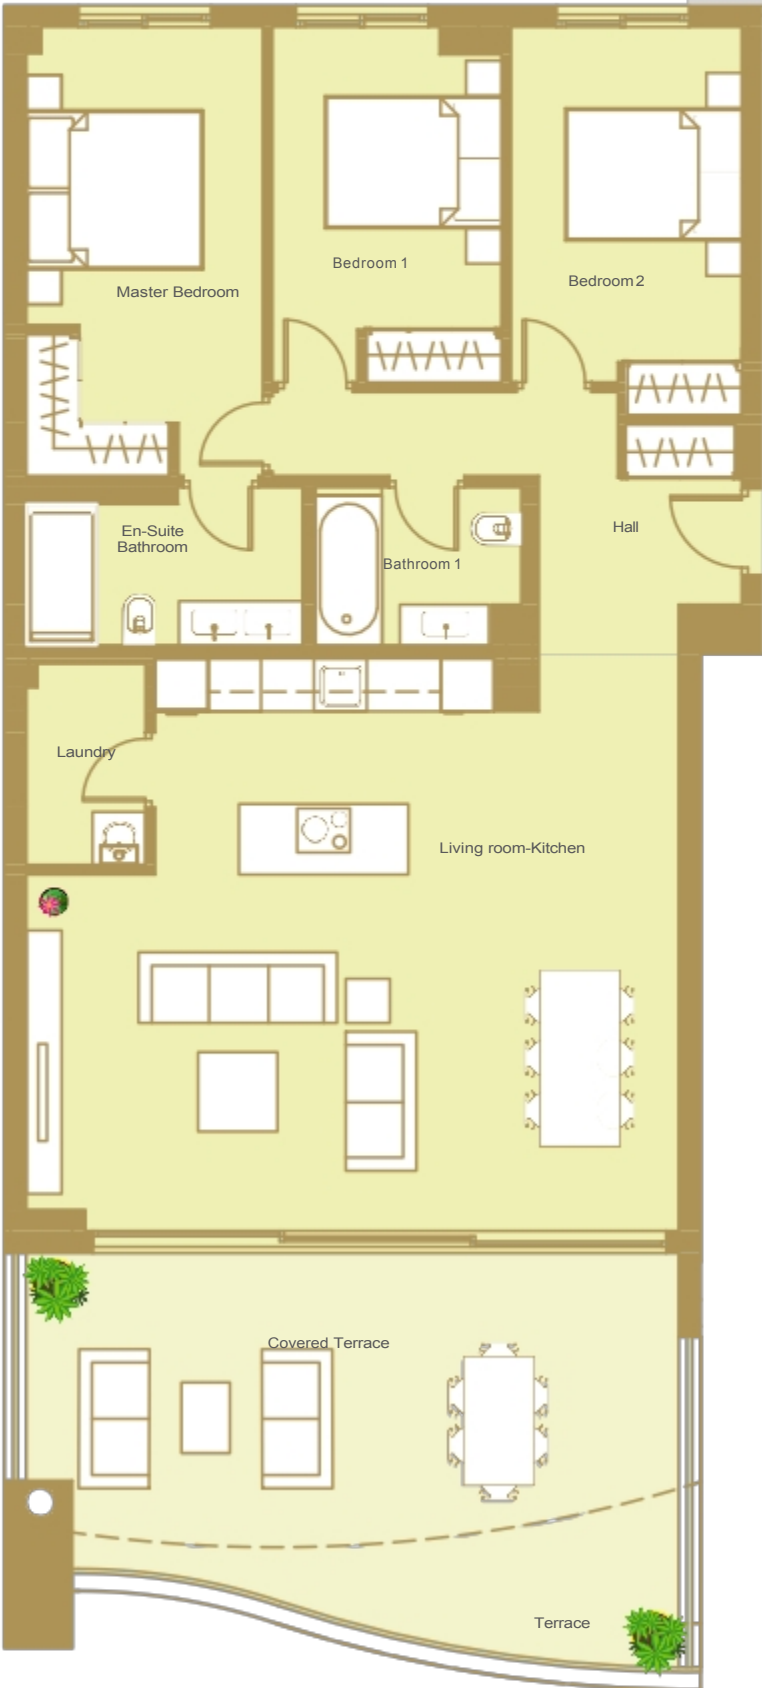 Bedroom 1
Bedroom 2
Master Bedroom
En-Suite
Bathroom
Hall
Bathroom 1
Laundry
Living room-Kitchen
Covered Terrace
Terrace